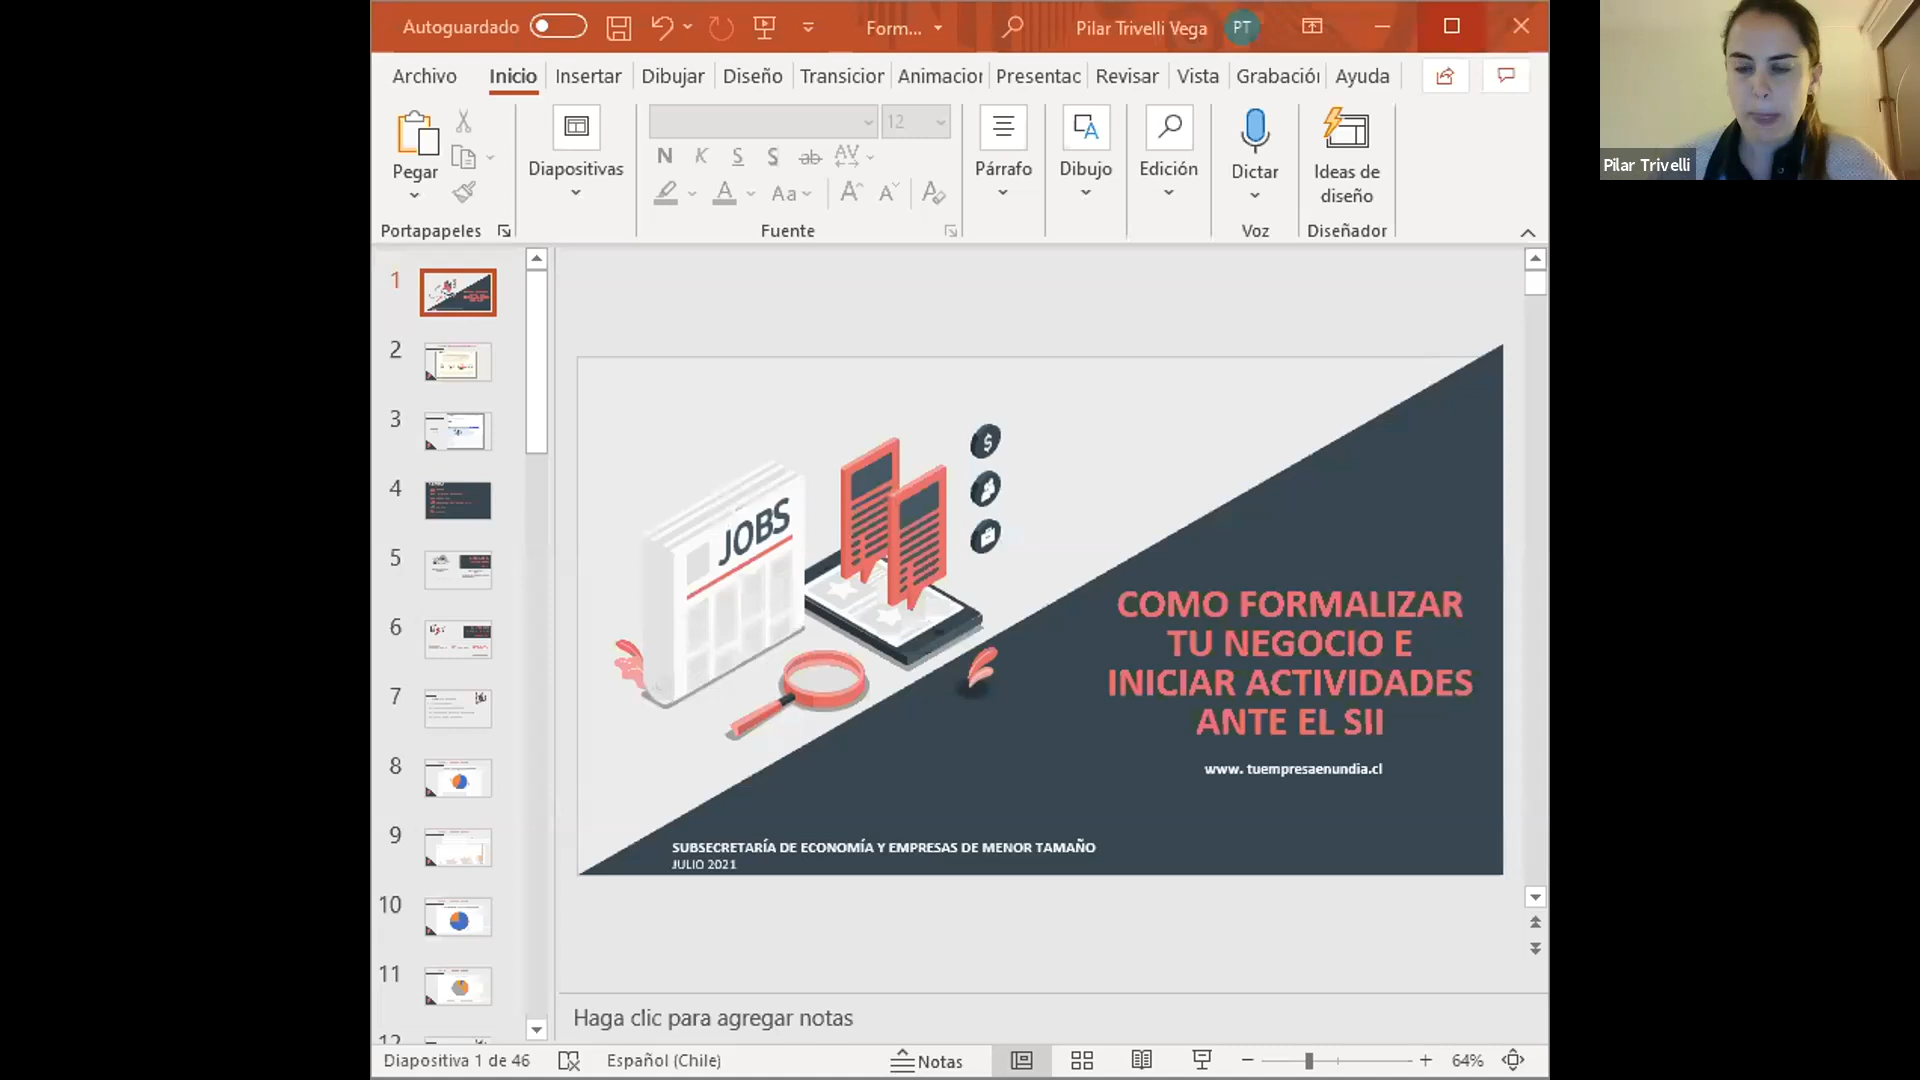 Autoguardado
Form...
Pilar Trivelli Vega
PT
Archivo
Inicio
Insertar
Dibujar
Diseño
Transicior
Animacior
Presentac
Revisar
Vista
Grabació
Ayuda
12
Pegar
Diapositivas
N K S S ab AV
A Aa A A A
Párrafo
Dibujo
Edición
Dictar
Ideas de
diseño
Portapapeles
Fuente
Voz
Diseñador
1
2
3
4
5
6
7
8
9
10
11
12
JOBS
$
COMO FORMALIZAR
TU NEGOCIO E
INICIAR ACTIVIDADES
ANTE EL SII
www. tuempresaenundia.cl
SUBSECRETARÍA DE ECONOMÍA Y EMPRESAS DE MENOR TAMAÑO
JULIO 2021
Haga clic para agregar notas
Diapositiva 1 de 46
Español (Chile)
Notas
64%
Pilar Trivelli